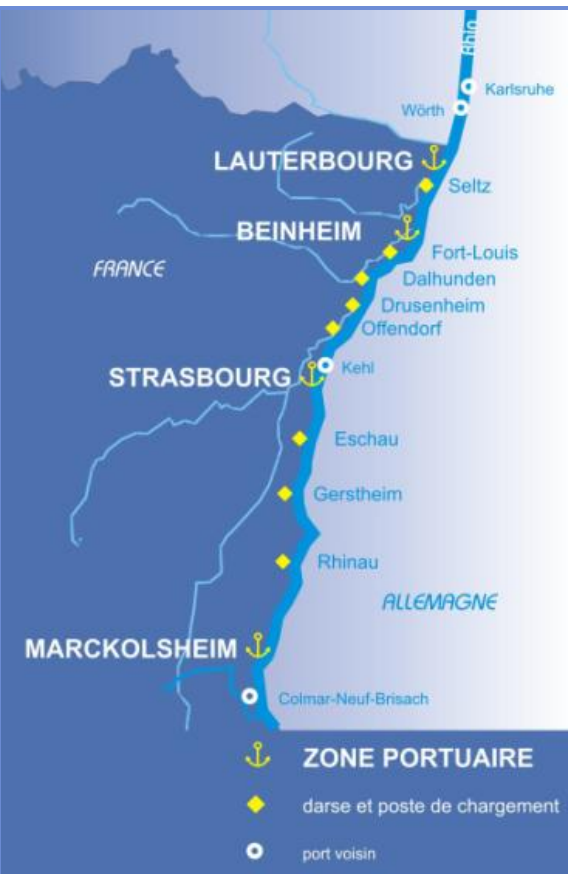 Rhin
Karlsruhe
Wörth
LAUTERBOURG
Seltz
BEINHEIM
Fort-Louis
FRANCE
Dalhunden
Drusenheim
Offendorf
STRASBOURG
Kehl
Eschau
Gerstheim
Rhinau
ALLEMAGNE
MARCKOLSHEIM
Colmar-Neuf-Brisach
ZONE PORTUAIRE
darse et poste de chargement
port voisin